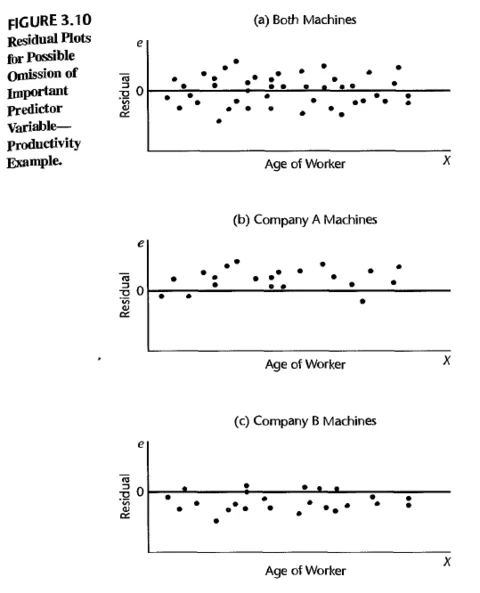 FIGURE 3.10
Residual Plots
for Possible
Omission of
Important
Predictor
Variable—
Productivity
Example.
(a) Both Machines
e
Residual
0
Age of Worker
X
(b) Company A Machines
e
Residual
0
Age of Worker
X
(c) Company B Machines
e
Residual
0
Age of Worker
X